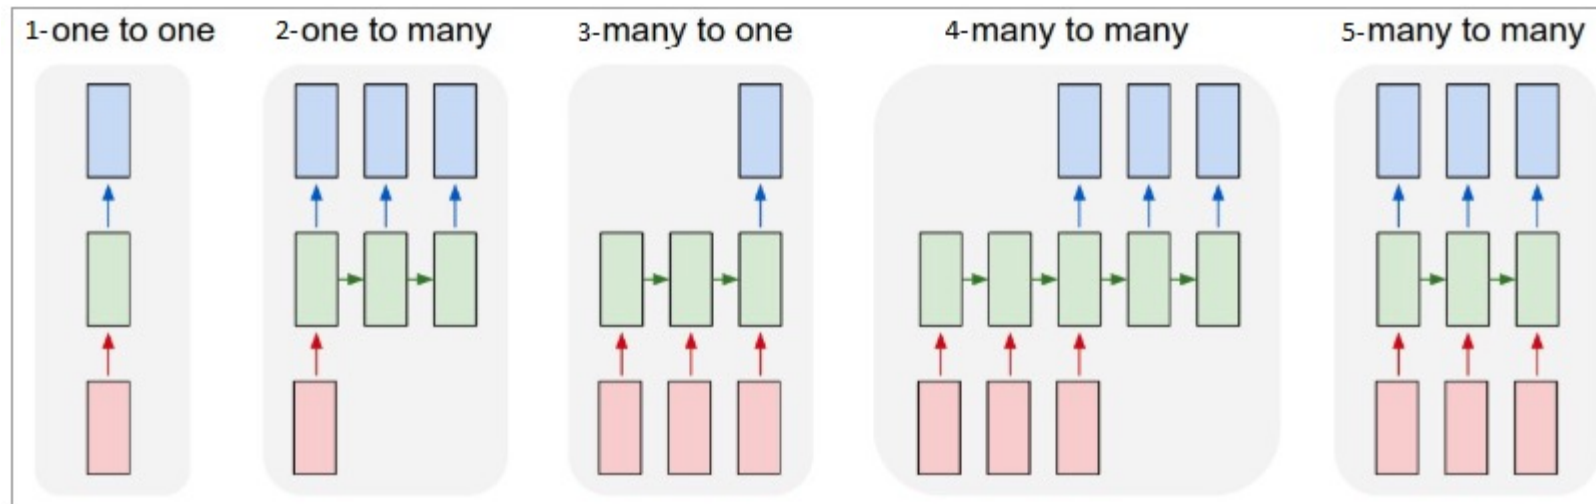 1-one to one
2-one to many
3-many to one
4-many to many
5-many to many